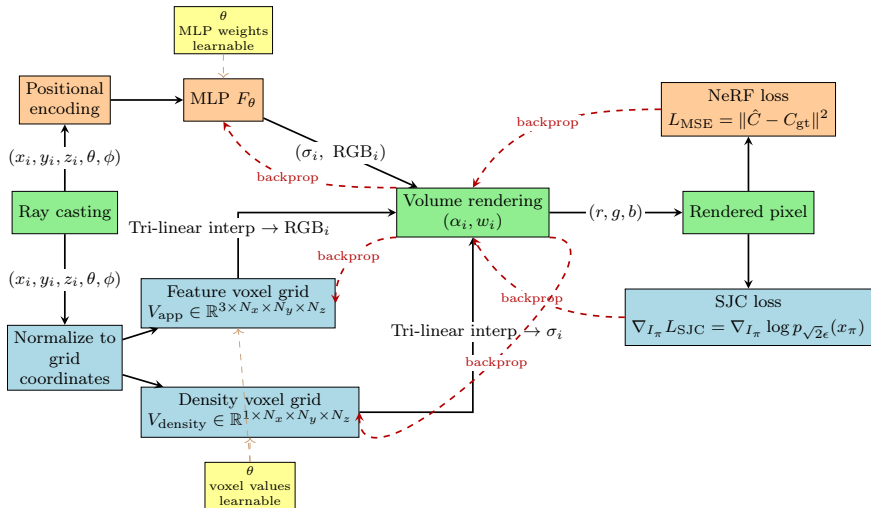 θ
MLP weights
learnable
Positional
encoding
MLP F_θ
NeRF loss
L_MSE = ‖Ĉ − C_gt‖²
backprop
(x_i, y_i, z_i, θ, ϕ)
(σ_i, RGB_i)
backprop
Ray casting
Volume rendering
(α_i, w_i)
(r, g, b)
Rendered pixel
Tri-linear interp → RGB_i
backprop
(x_i, y_i, z_i, θ, ϕ)
Feature voxel grid
V_app ∈ ℝ^{3×N_x×N_y×N_z}
backprop
SJC loss
∇_{I_π} L_SJC = ∇_{I_π} log p_{√2ϵ}(x_π)
Normalize to
grid
coordinates
Tri-linear interp → σ_i
backprop
Density voxel grid
V_density ∈ ℝ^{1×N_x×N_y×N_z}
θ
voxel values
learnable